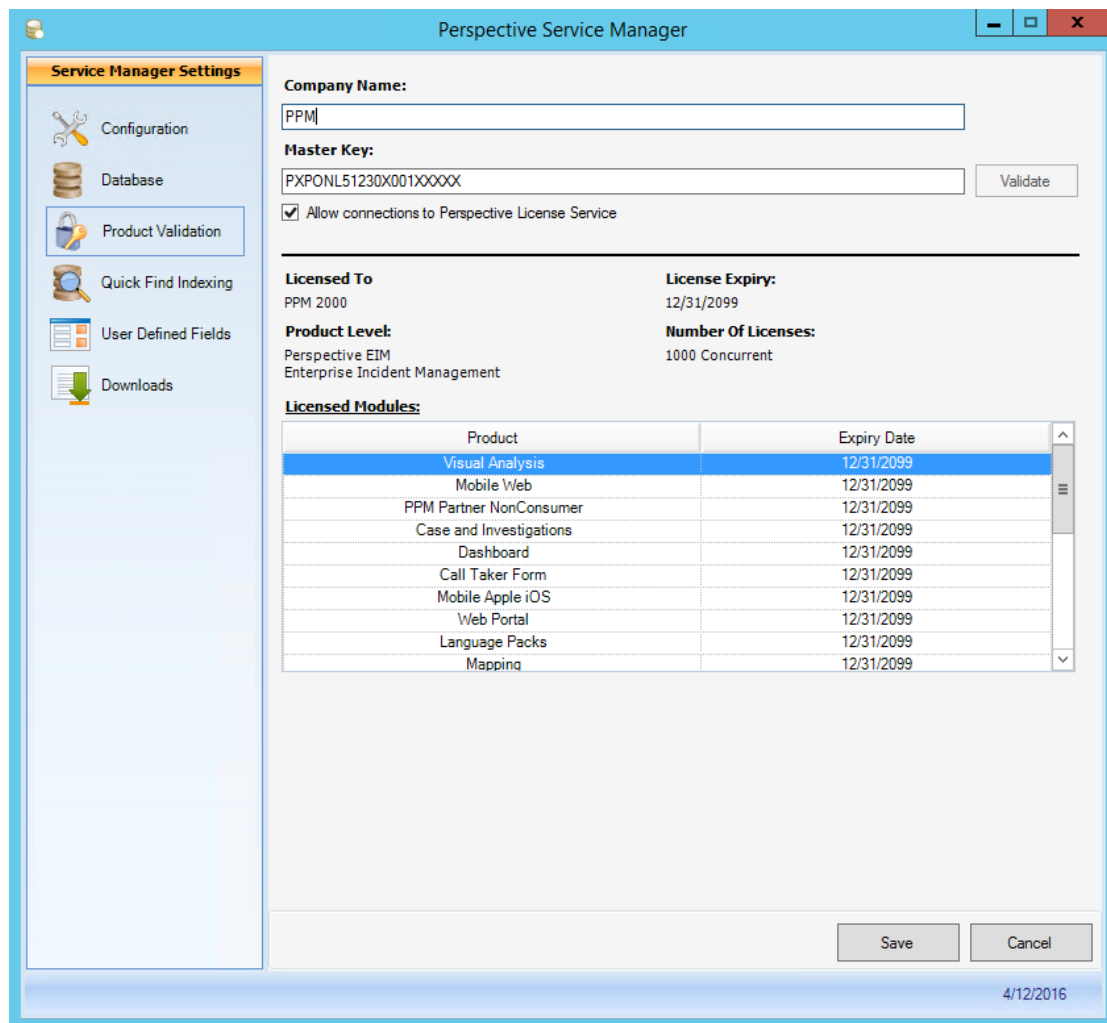 Perspective Service Manager
Service Manager Settings
Configuration
Database
Product Validation
Quick Find Indexing
User Defined Fields
Downloads
Company Name:
PPM
Master Key:
PXPONL51230X001XXXXX
Validate
Allow connections to Perspective License Service
Licensed To
PPM 2000
License Expiry:
12/31/2099
Product Level:
Perspective EIM
Enterprise Incident Management
Number Of Licenses:
1000 Concurrent
Licensed Modules:
Product Expiry Date
Visual Analysis 12/31/2099
Mobile Web 12/31/2099
PPM Partner NonConsumer 12/31/2099
Case and Investigations 12/31/2099
Dashboard 12/31/2099
Call Taker Form 12/31/2099
Mobile Apple iOS 12/31/2099
Web Portal 12/31/2099
Language Packs 12/31/2099
Mapping 12/31/2099
Save Cancel
4/12/2016